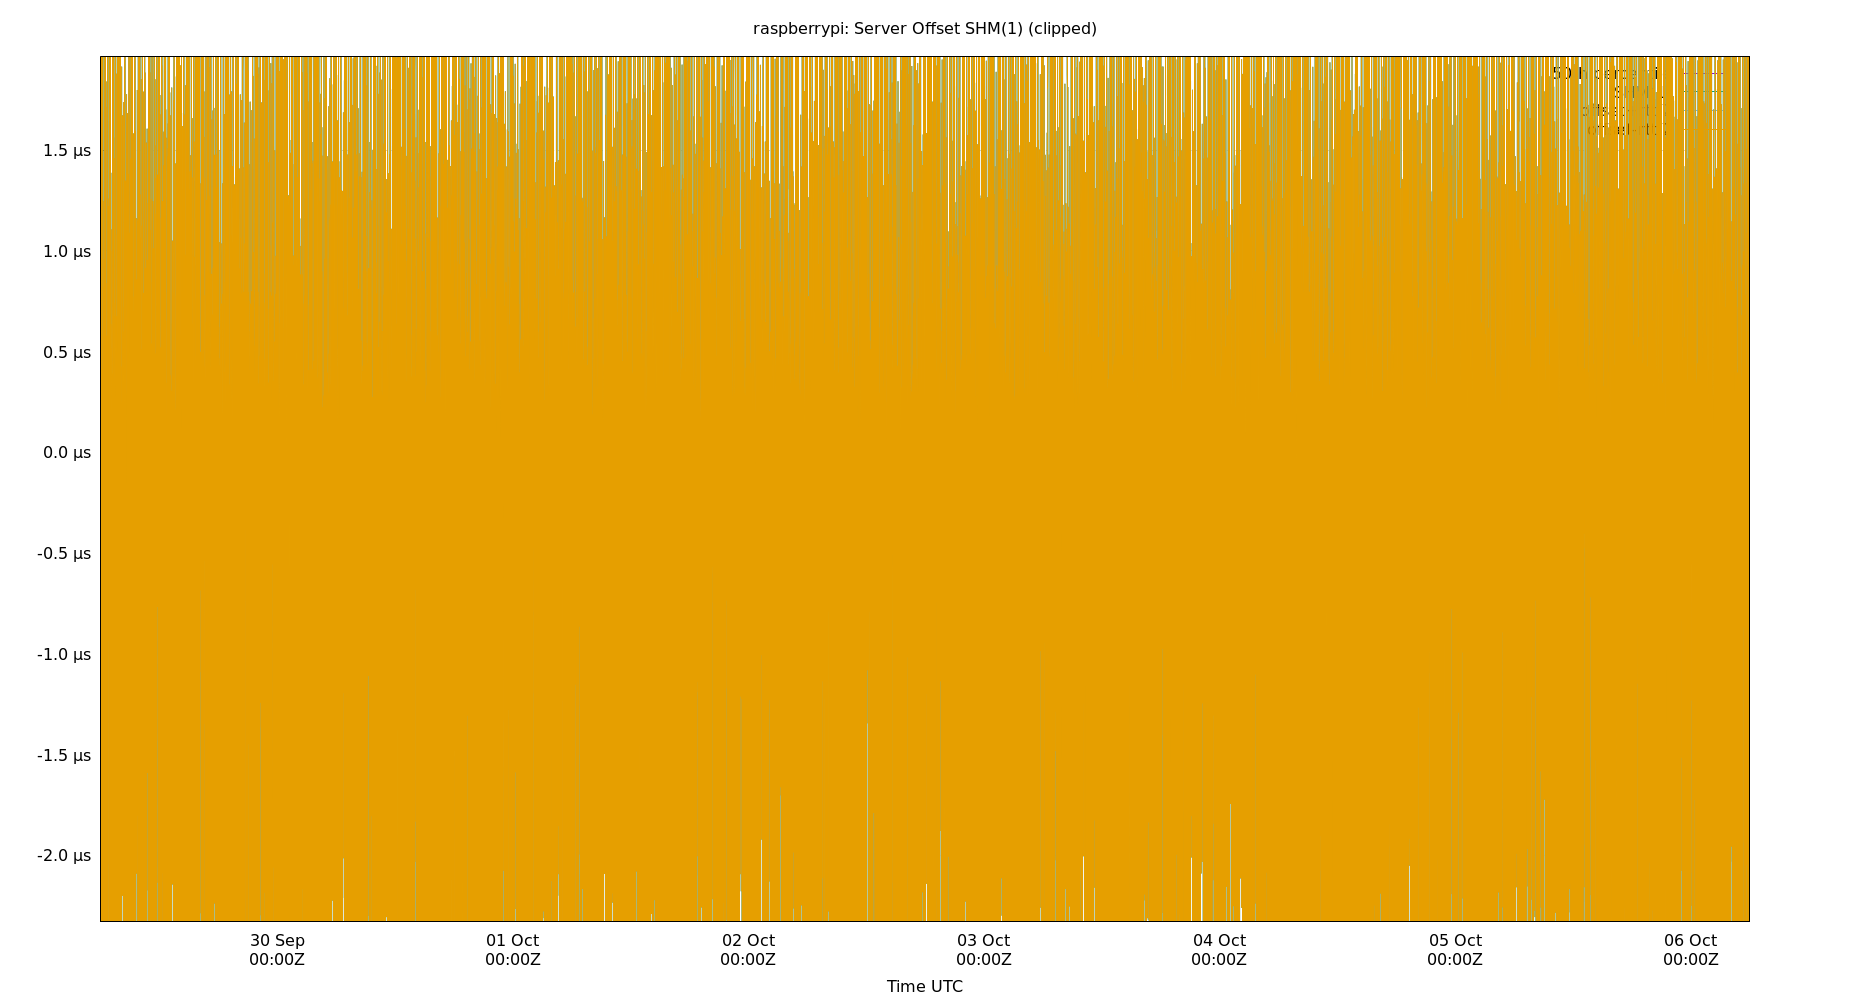 raspberrypi: Server Offset SHM(1) (clipped)
1.5 µs
1.0 µs
0.5 µs
0.0 µs
-0.5 µs
-1.0 µs
-1.5 µs
-2.0 µs
30 Sep 01 Oct 02 Oct 03 Oct 04 Oct 05 Oct 06 Oct
00:00Z 00:00Z 00:00Z 00:00Z 00:00Z 00:00Z 00:00Z
Time UTC